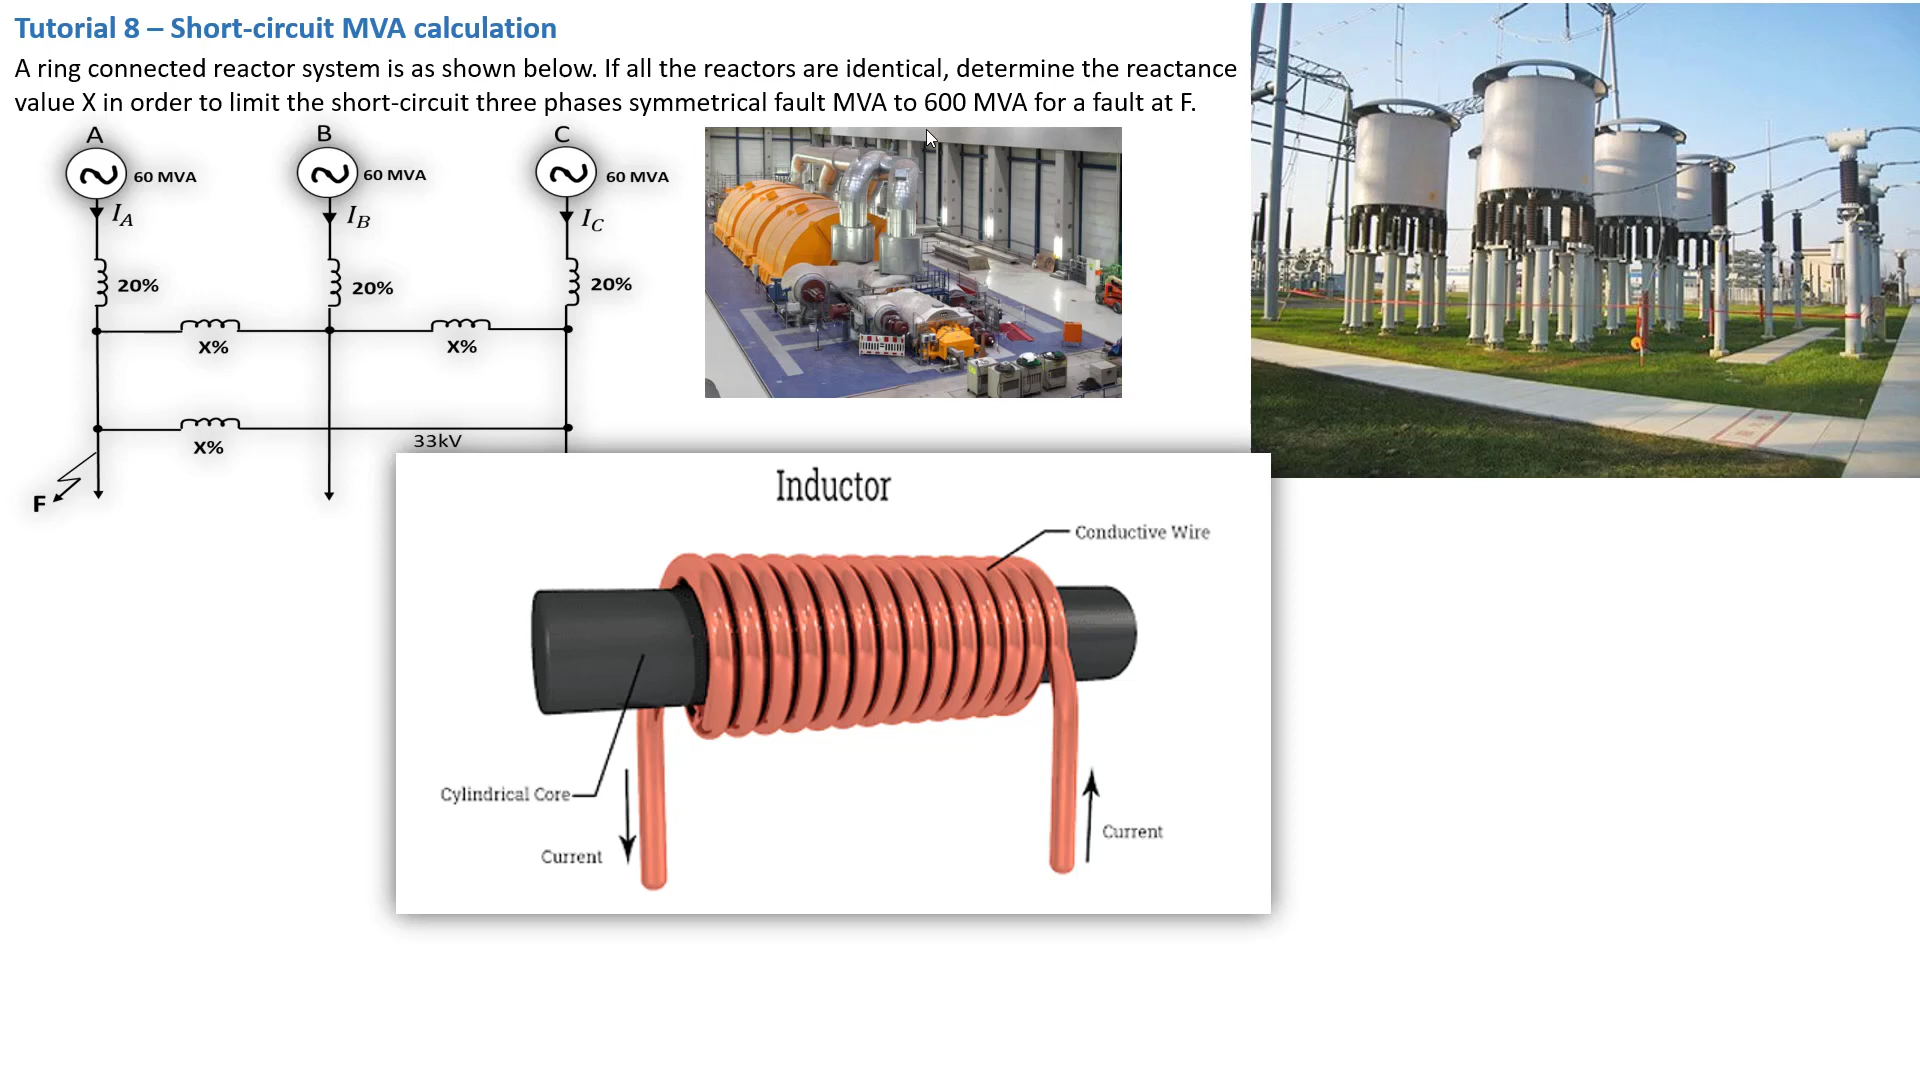 Tutorial 8 – Short-circuit MVA calculation
A ring connected reactor system is as shown below. If all the reactors are identical, determine the reactance
value X in order to limit the short-circuit three phases symmetrical fault MVA to 600 MVA for a fault at F.
A B C
60 MVA 60 MVA 60 MVA
I_A I_B I_C
20% 20% 20%
X% X%
33kV
X%
F
Inductor
Conductive Wire
Cylindrical Core
Current
Current